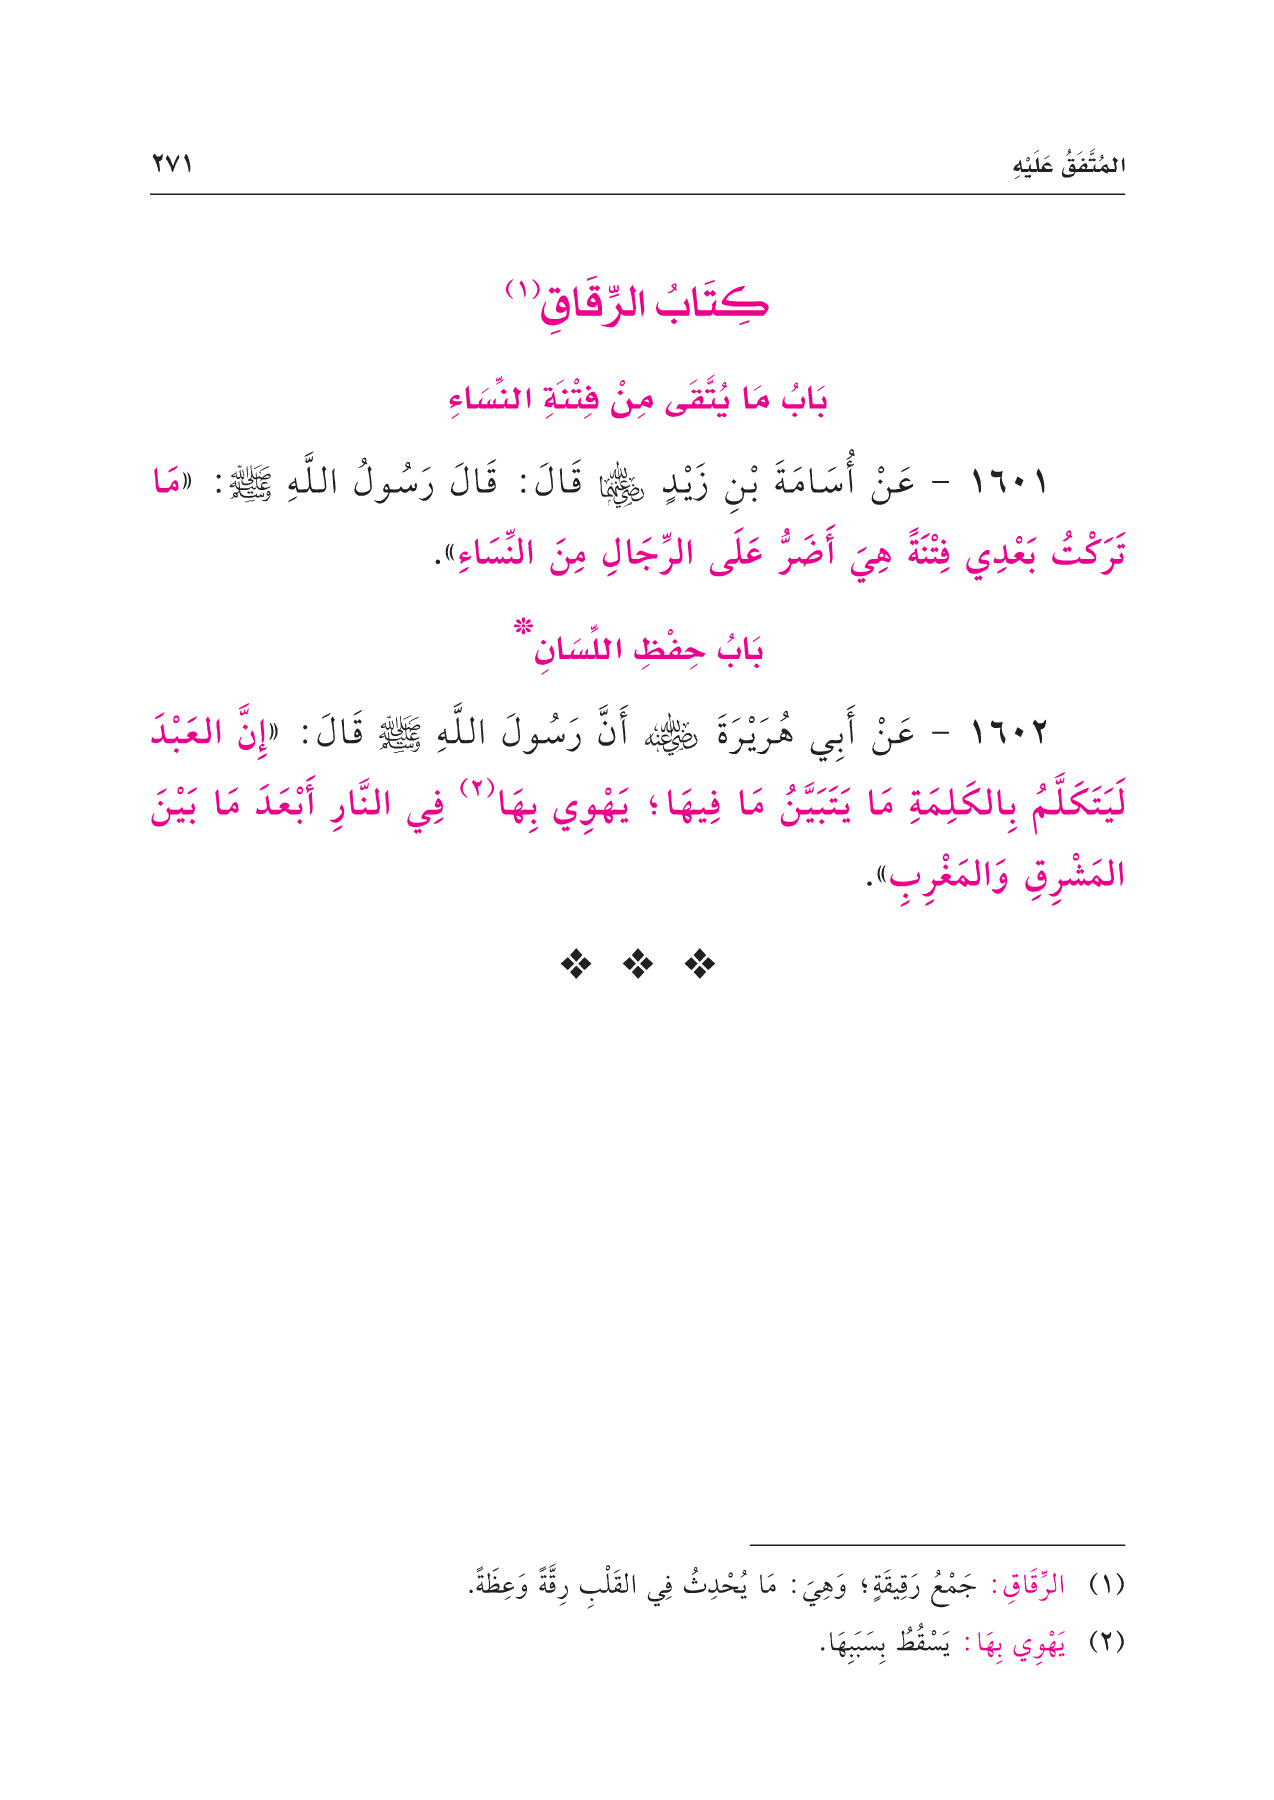 المُتَّفَقُ عَلَيْهِ ٢٧١
كِتَابُ الرِّقَاقِ(١)
بَابُ مَا يُتَّقَى مِنْ فِتْنَةِ النِّسَاءِ
١٦٠١ - عَنْ أُسَامَةَ بْنِ زَيْدٍ رضي الله عنهما قَالَ: قَالَ رَسُولُ اللَّهِ ﷺ: «مَا
تَرَكْتُ بَعْدِي فِتْنَةً هِيَ أَضَرُّ عَلَى الرِّجَالِ مِنَ النِّسَاءِ».
بَابُ حِفْظِ اللِّسَانِ*
١٦٠٢ - عَنْ أَبِي هُرَيْرَةَ رضي الله عنه أَنَّ رَسُولَ اللَّهِ ﷺ قَالَ: «إِنَّ العَبْدَ
لَيَتَكَلَّمُ بِالكَلِمَةِ مَا يَتَبَيَّنُ مَا فِيهَا؛ يَهْوِي بِهَا(٢) فِي النَّارِ أَبْعَدَ مَا بَيْنَ
المَشْرِقِ وَالمَغْرِبِ».
❖ ❖ ❖
(١) الرِّقَاقِ: جَمْعُ رَقِيقَةٍ؛ وَهِيَ: مَا يُحْدِثُ فِي القَلْبِ رِقَّةً وَعِظَةً.
(٢) يَهْوِي بِهَا: يَسْقُطُ بِسَبَبِهَا.